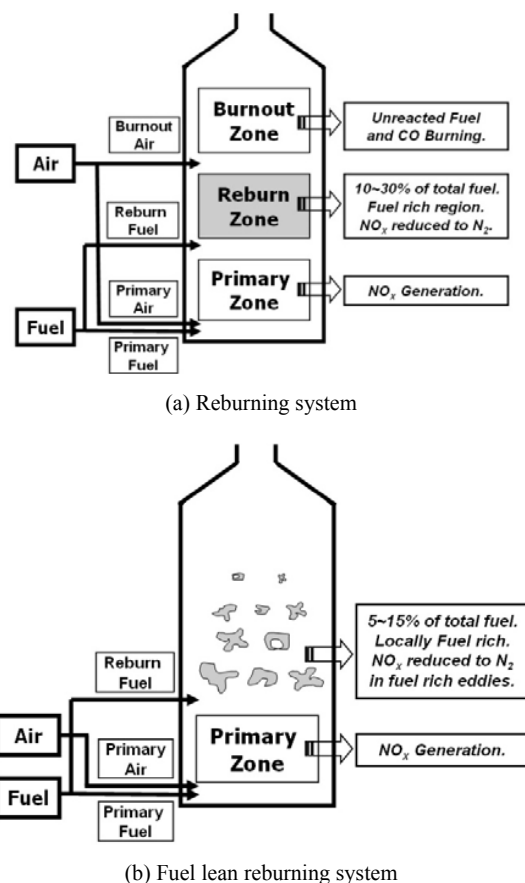 Burnout
Air
Burnout
Zone
Unreacted Fuel
and CO Burning.
Air
Reburn
Fuel
Reburn
Zone
10~30% of total fuel.
Fuel rich region.
NOX reduced to N2.
Primary
Air
Primary
Zone
NOX Generation.
Fuel
Primary
Fuel
(a) Reburning system
Reburn
Fuel
5~15% of total fuel.
Locally Fuel rich.
NOX reduced to N2
in fuel rich eddies.
Air
Primary
Air
Primary
Zone
NOX Generation.
Fuel
Primary
Fuel
(b) Fuel lean reburning system